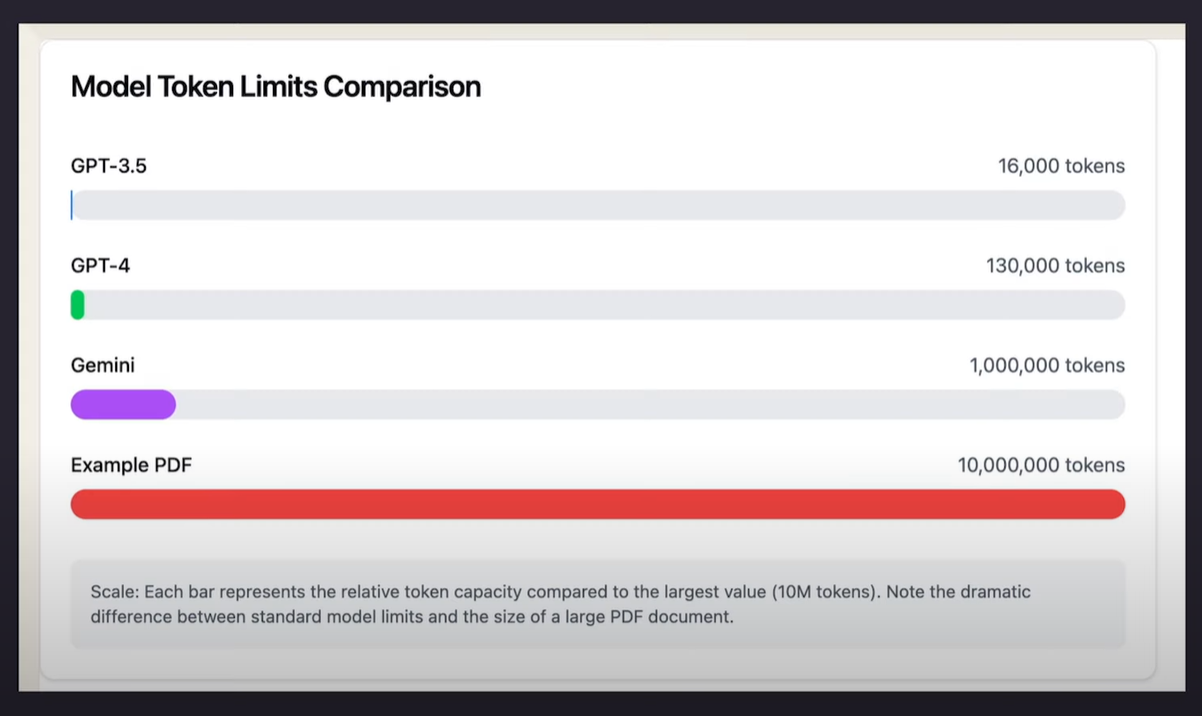 Model Token Limits Comparison
GPT-3.5
16,000 tokens
GPT-4
130,000 tokens
Gemini
1,000,000 tokens
Example PDF
10,000,000 tokens
Scale: Each bar represents the relative token capacity compared to the largest value (10M tokens). Note the dramatic
difference between standard model limits and the size of a large PDF document.